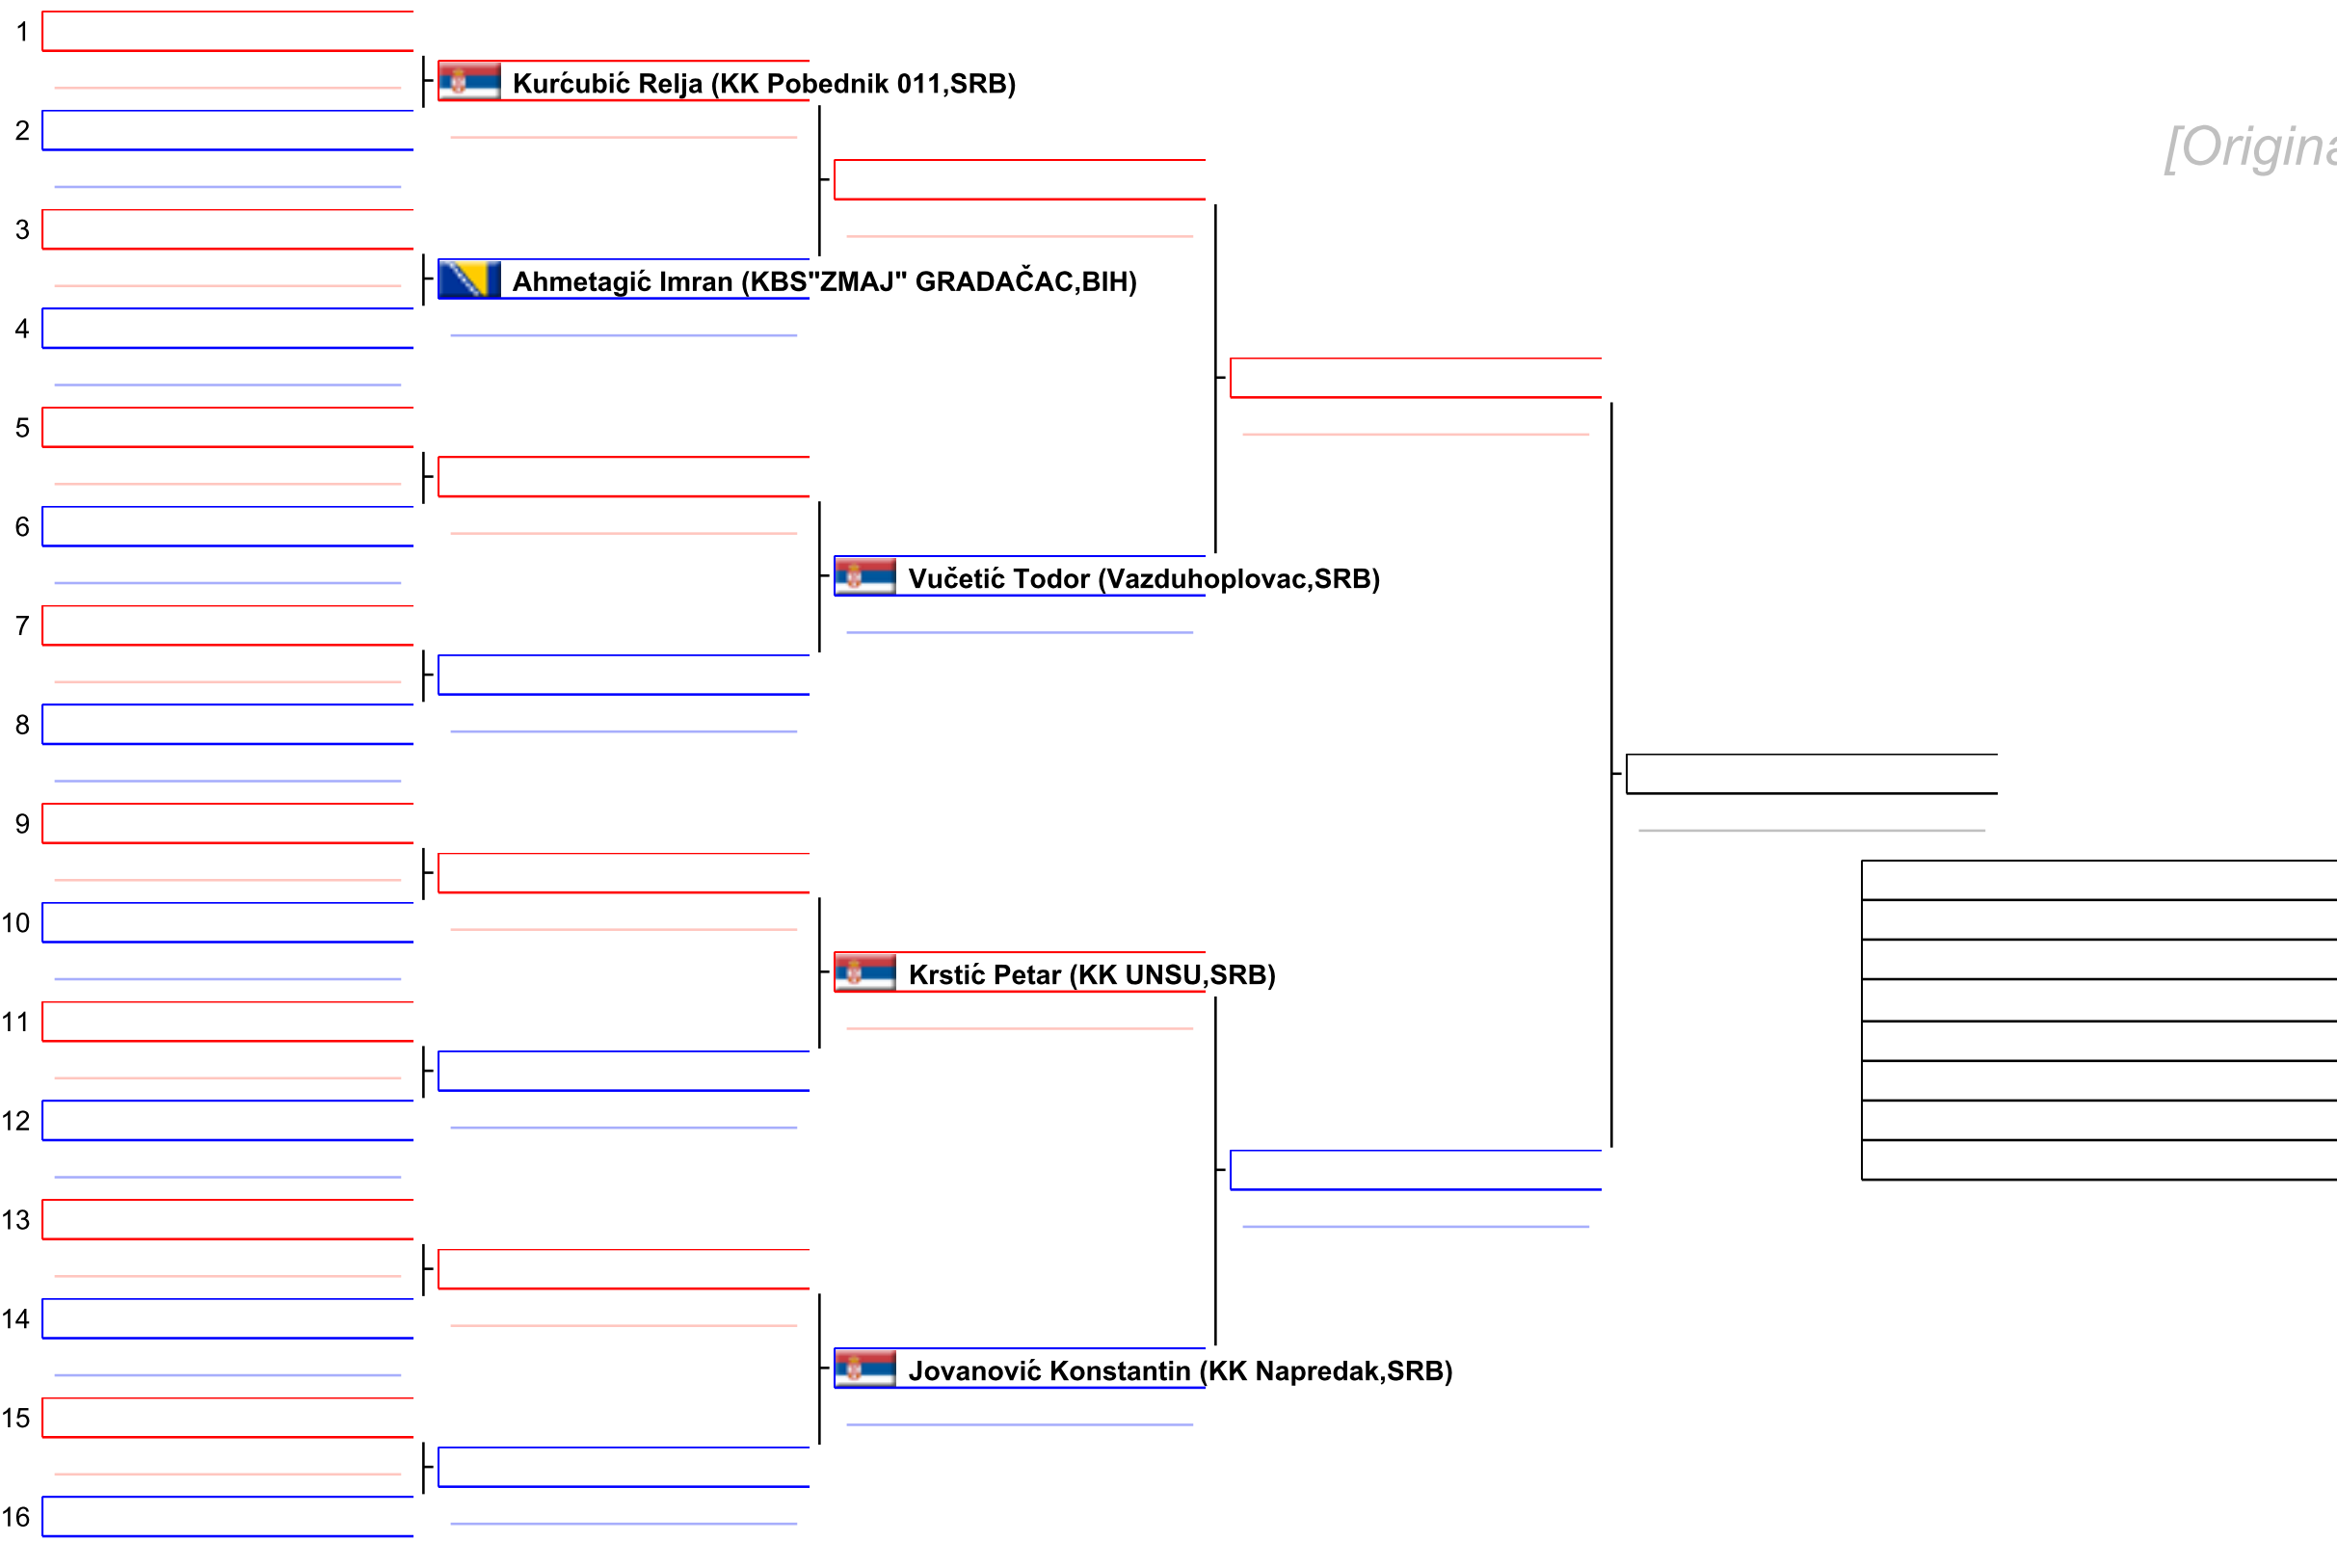 1
Kurćubić Relja (KK Pobednik 011,SRB)
2
[Origina
3
Ahmetagić Imran (KBS"ZMAJ" GRADAČAC,BIH)
4
5
6
Vučetić Todor (Vazduhoplovac,SRB)
7
8
9
10
Krstić Petar (KK UNSU,SRB)
11
12
13
14
Jovanović Konstantin (KK Napredak,SRB)
15
16